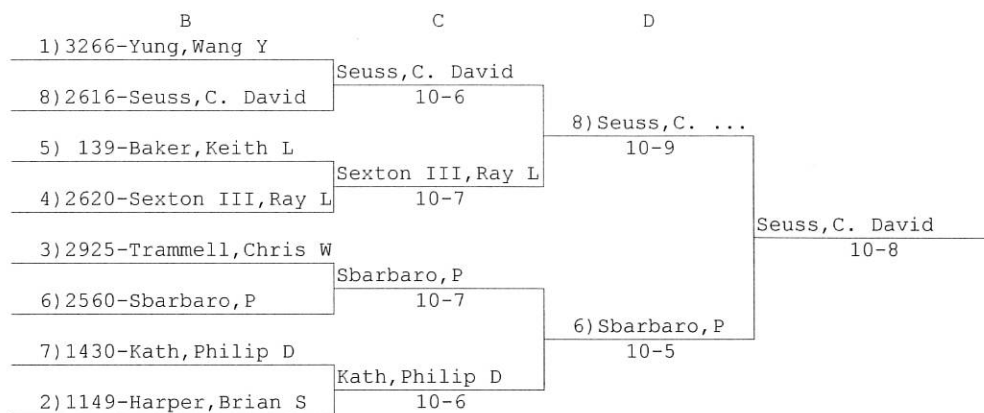 B C D
1)3266-Yung,Wang Y
Seuss,C. David
8)2616-Seuss,C. David
10-6
8)Seuss,C. ...
5) 139-Baker,Keith L
10-9
Sexton III,Ray L
4)2620-Sexton III,Ray L
10-7
Seuss,C. David
3)2925-Trammell,Chris W
10-8
Sbarbaro,P
6)2560-Sbarbaro,P
10-7
6)Sbarbaro,P
7)1430-Kath,Philip D
10-5
Kath,Philip D
2)1149-Harper,Brian S
10-6